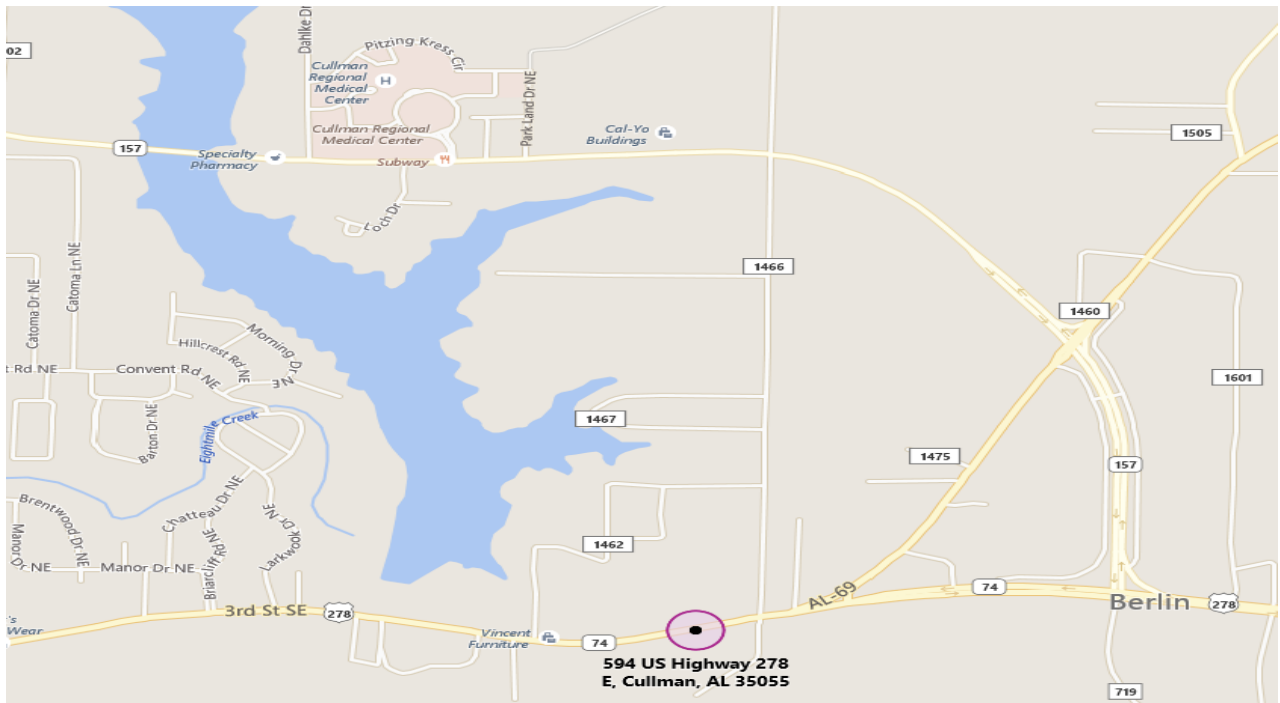 02
Dahlke Dr
Pitzing Kress Cir
Cullman
Regional
Medical
Center
H
Cullman Regional
Medical Center
Park Land Dr NE
Cal-Yo
Buildings
1505
157
Specialty
Pharmacy
Subway
Loch Dr
Catoma Dr NE
Catoma Ln NE
1466
1460
Morning Dr NE
Hillcrest Rd NE
t Rd NE
Convent Rd NE
1601
Barton Dr NE
Eightmile Creek
1467
1475
157
Brentwood Dr NE
Chatteau Dr NE
Larkwook Dr NE
Manor Dr NE
Manor Dr NE
Briarcliff Rd NE
1462
3rd St SE
278
AL-69
74
Berlin
278
's
Wear
Vincent
Furniture
74
594 US Highway 278
E, Cullman, AL 35055
719